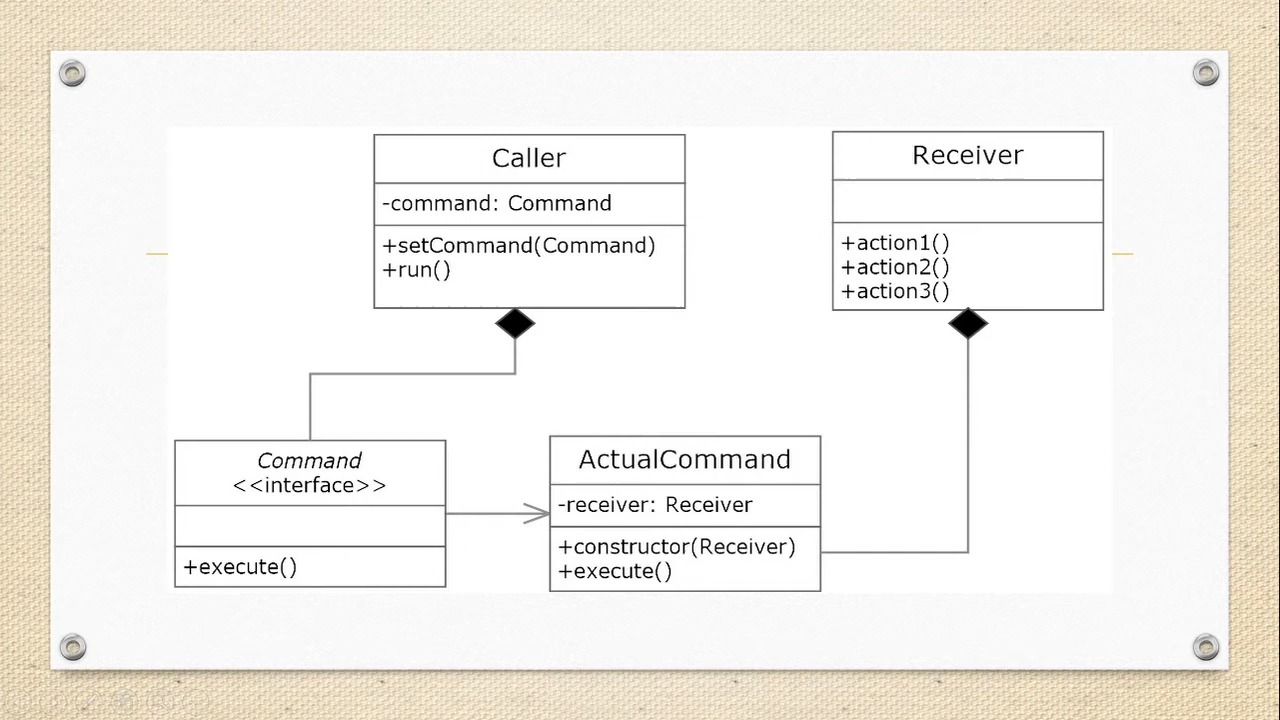 Caller
-command: Command
+setCommand(Command)
+run()
Receiver
+action1()
+action2()
+action3()
Command
<<interface>>
+execute()
ActualCommand
-receiver: Receiver
+constructor(Receiver)
+execute()